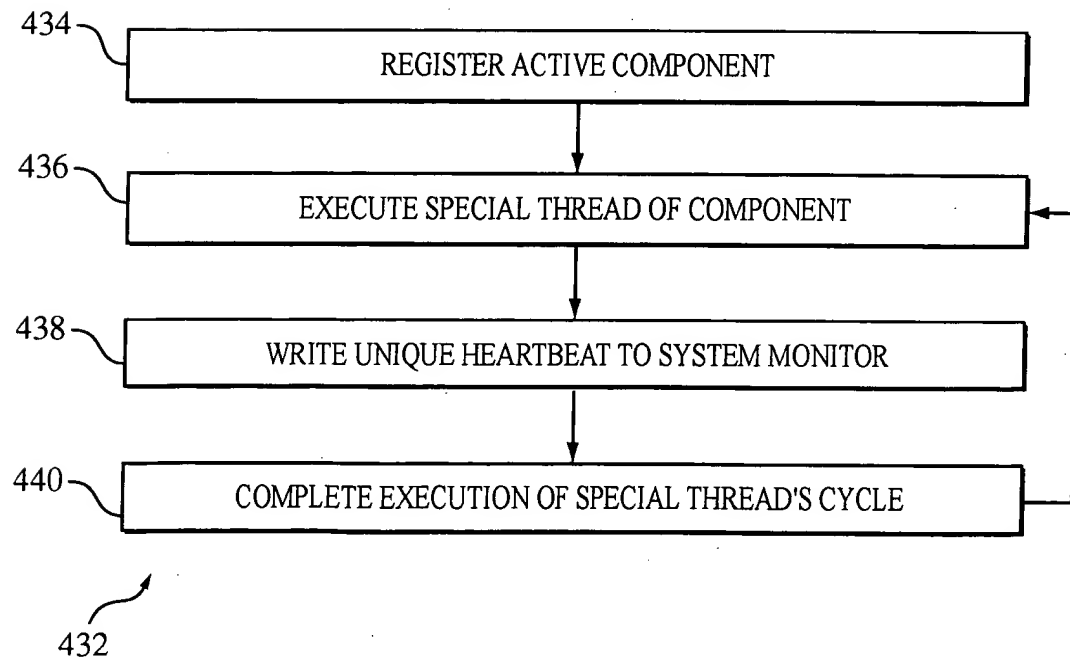 434
REGISTER ACTIVE COMPONENT
436
EXECUTE SPECIAL THREAD OF COMPONENT
438
WRITE UNIQUE HEARTBEAT TO SYSTEM MONITOR
440
COMPLETE EXECUTION OF SPECIAL THREAD'S CYCLE
432